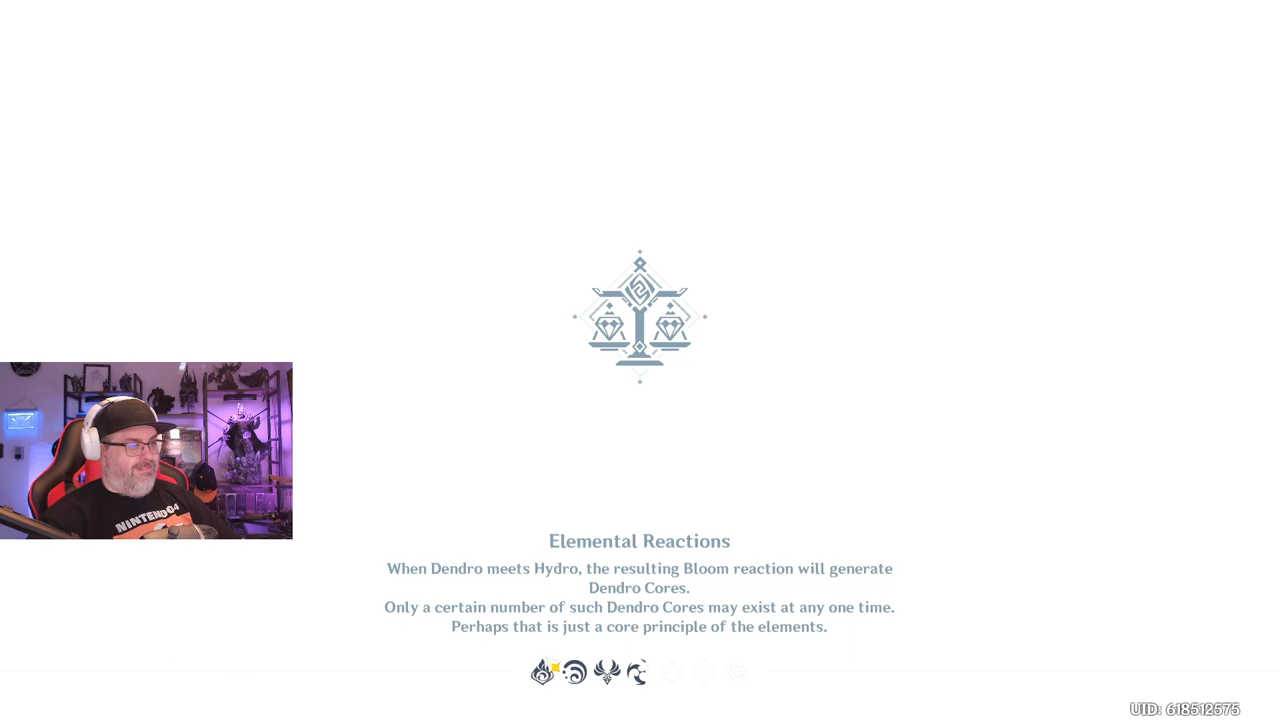 NINTENDO
Elemental Reactions
When Dendro meets Hydro, the resulting Bloom reaction will generate
Dendro Cores.
Only a certain number of such Dendro Cores may exist at any one time.
Perhaps that is just a core principle of the elements.
UID: 618512575